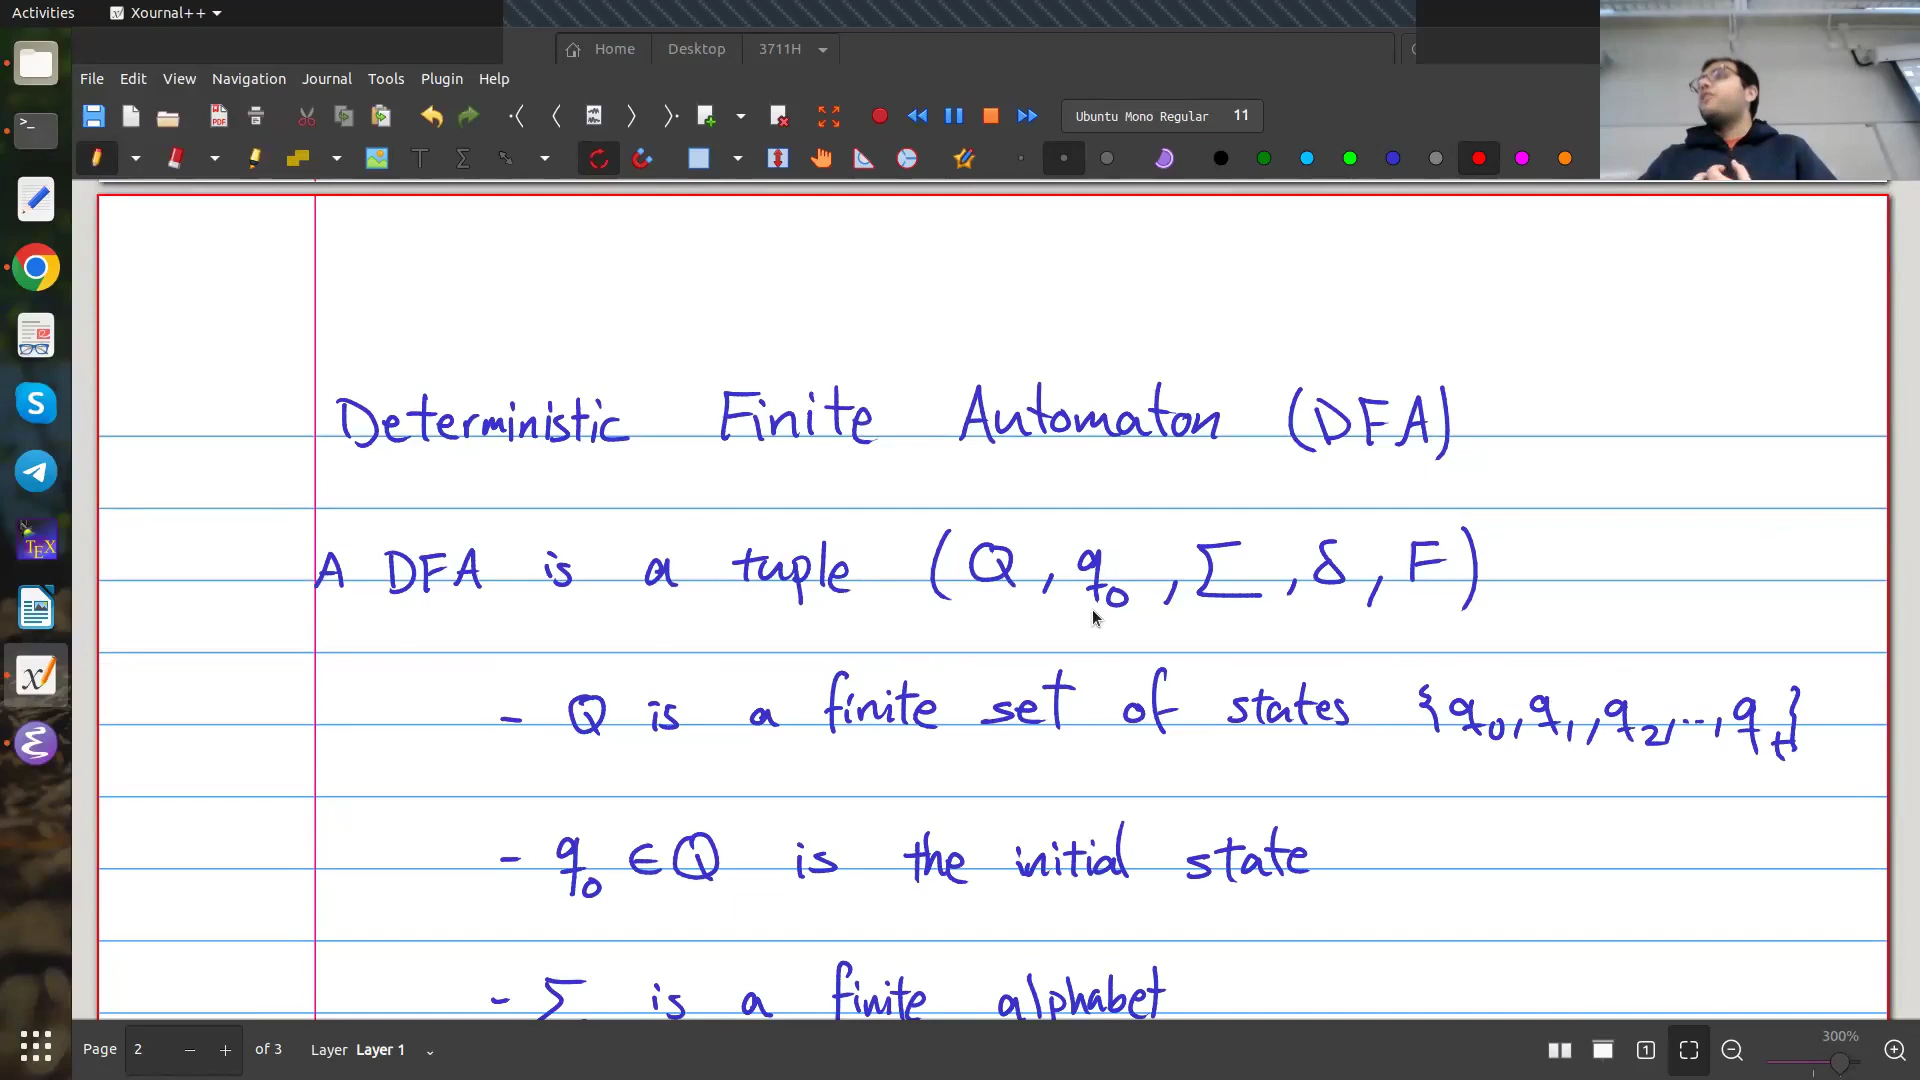 Activities Xournal++
Home Desktop 3711H
File Edit View Navigation Journal Tools Plugin Help
Ubuntu Mono Regular 11
Deterministic Finite Automaton (DFA)
A DFA is a tuple (Q, q₀, Σ, δ, F)
- Q is a finite set of states {q₀, q₁, q₂, ..., qₜ}
- q₀ ∈ Q is the initial state
- Σ is a finite alphabet
Page 2 − + of 3 Layer Layer 1 300%